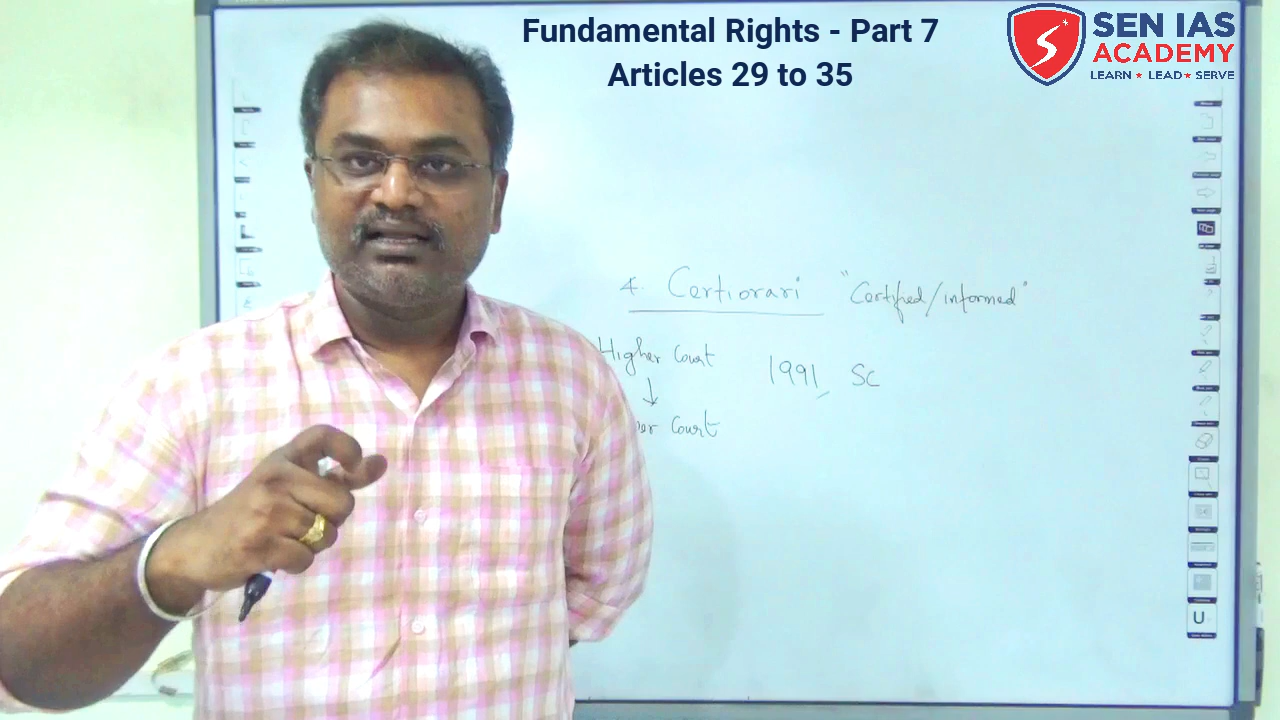 Fundamental Rights - Part 7
Articles 29 to 35
SEN IAS
ACADEMY
LEARN ★ LEAD ★ SERVE
4. Certiorari "Certified/informed"
Higher Court
1991 SC
↓
Court
U